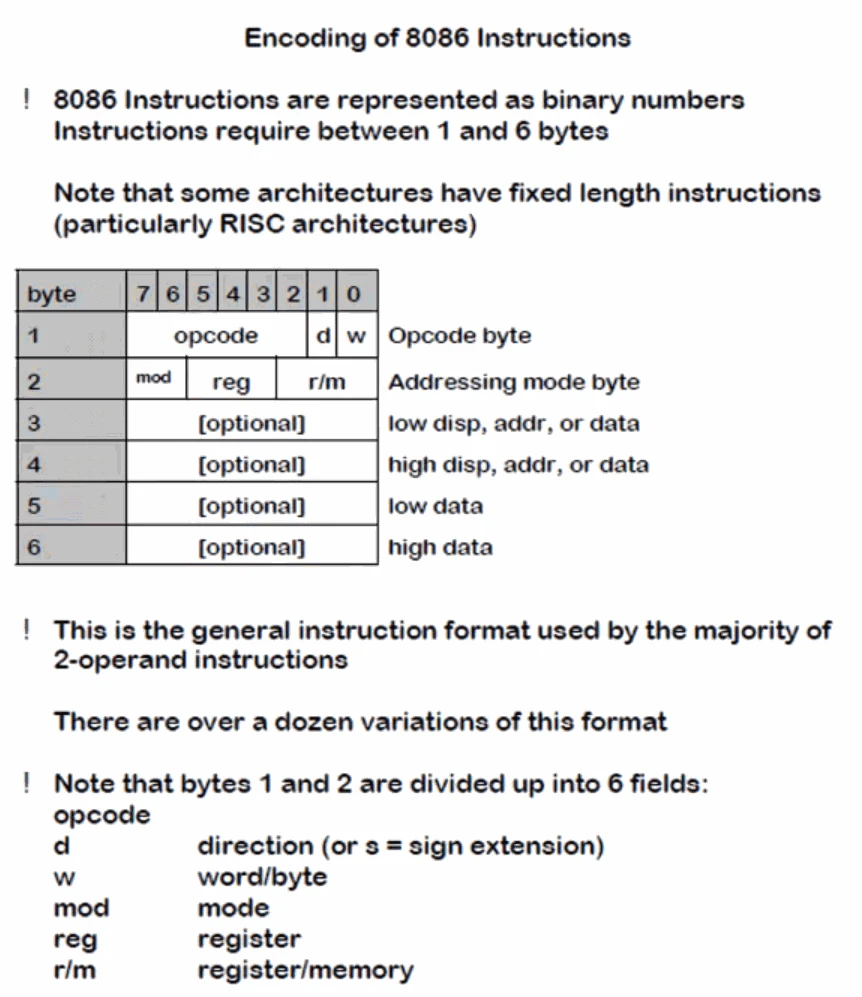 Encoding of 8086 Instructions
! 8086 Instructions are represented as binary numbers
Instructions require between 1 and 6 bytes
Note that some architectures have fixed length instructions
(particularly RISC architectures)
byte 7 6 5 4 3 2 1 0
1 opcode d w Opcode byte
2 mod reg r/m Addressing mode byte
3 [optional] low disp, addr, or data
4 [optional] high disp, addr, or data
5 [optional] low data
6 [optional] high data
! This is the general instruction format used by the majority of
2-operand instructions
There are over a dozen variations of this format
! Note that bytes 1 and 2 are divided up into 6 fields:
opcode
d direction (or s = sign extension)
w word/byte
mod mode
reg register
r/m register/memory